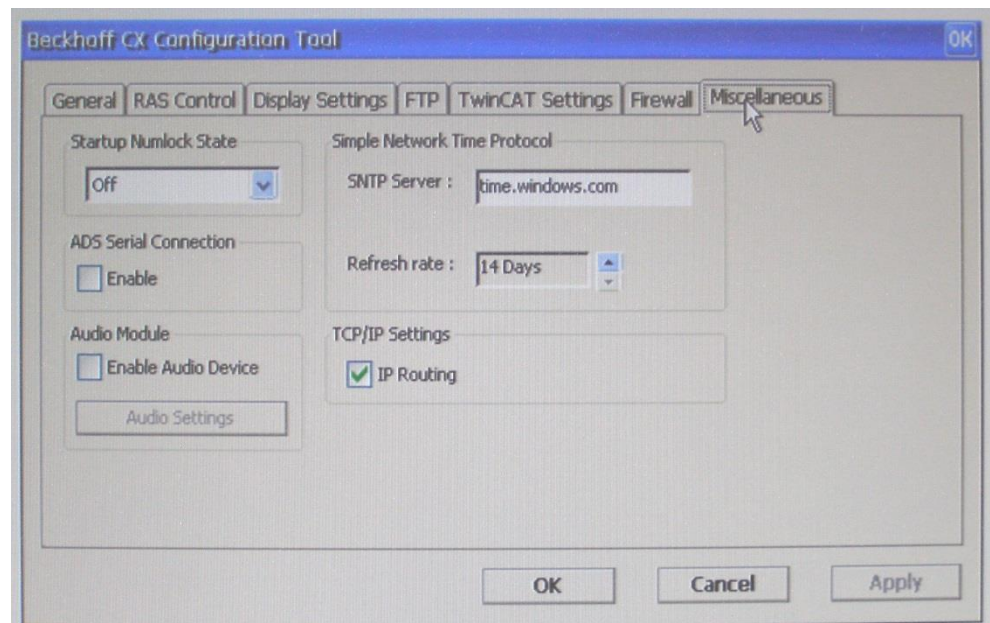 Beckhoff CX Configuration Tool OK
General RAS Control Display Settings FTP TwinCAT Settings Firewall Miscellaneous
Startup Numlock State
Off
ADS Serial Connection
Enable
Audio Module
Enable Audio Device
Audio Settings
Simple Network Time Protocol
SNTP Server : time.windows.com
Refresh rate : 14 Days
TCP/IP Settings
IP Routing
OK Cancel Apply